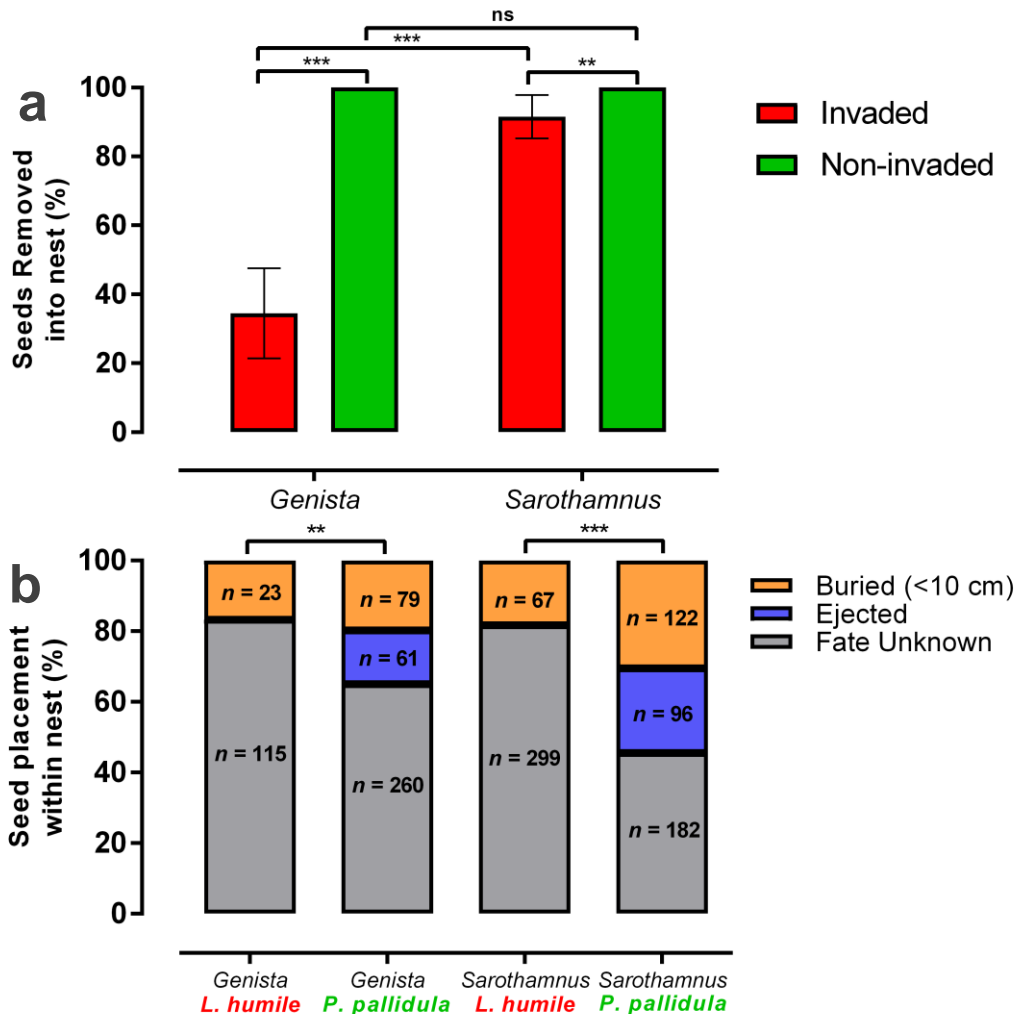 a
ns
***
***
**
Seeds Removed
into nest (%)
100
80
60
40
20
0
Invaded
Non-invaded
Genista
Sarothamnus
b
**
***
Seed placement
within nest (%)
100
80
60
40
20
0
n = 23
n = 79
n = 67
n = 122
n = 61
n = 96
n = 115
n = 260
n = 299
n = 182
Buried (<10 cm)
Ejected
Fate Unknown
Genista
L. humile
Genista
P. pallidula
Sarothamnus
L. humile
Sarothamnus
P. pallidula